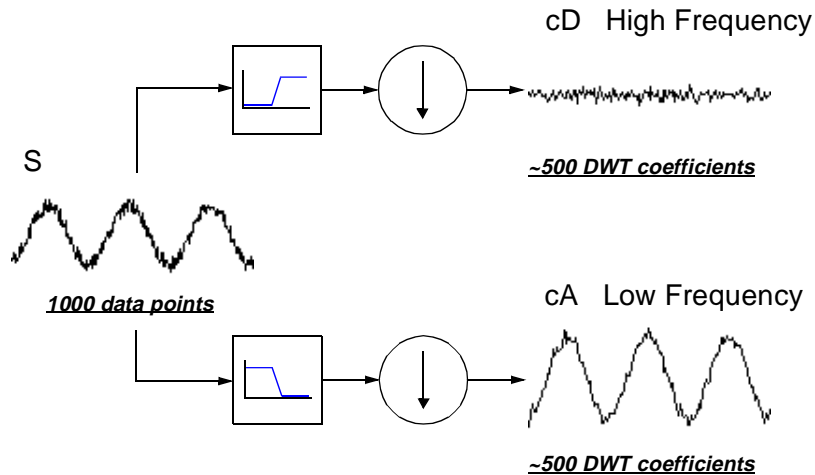 cD High Frequency
~500 DWT coefficients
S
1000 data points
cA Low Frequency
~500 DWT coefficients